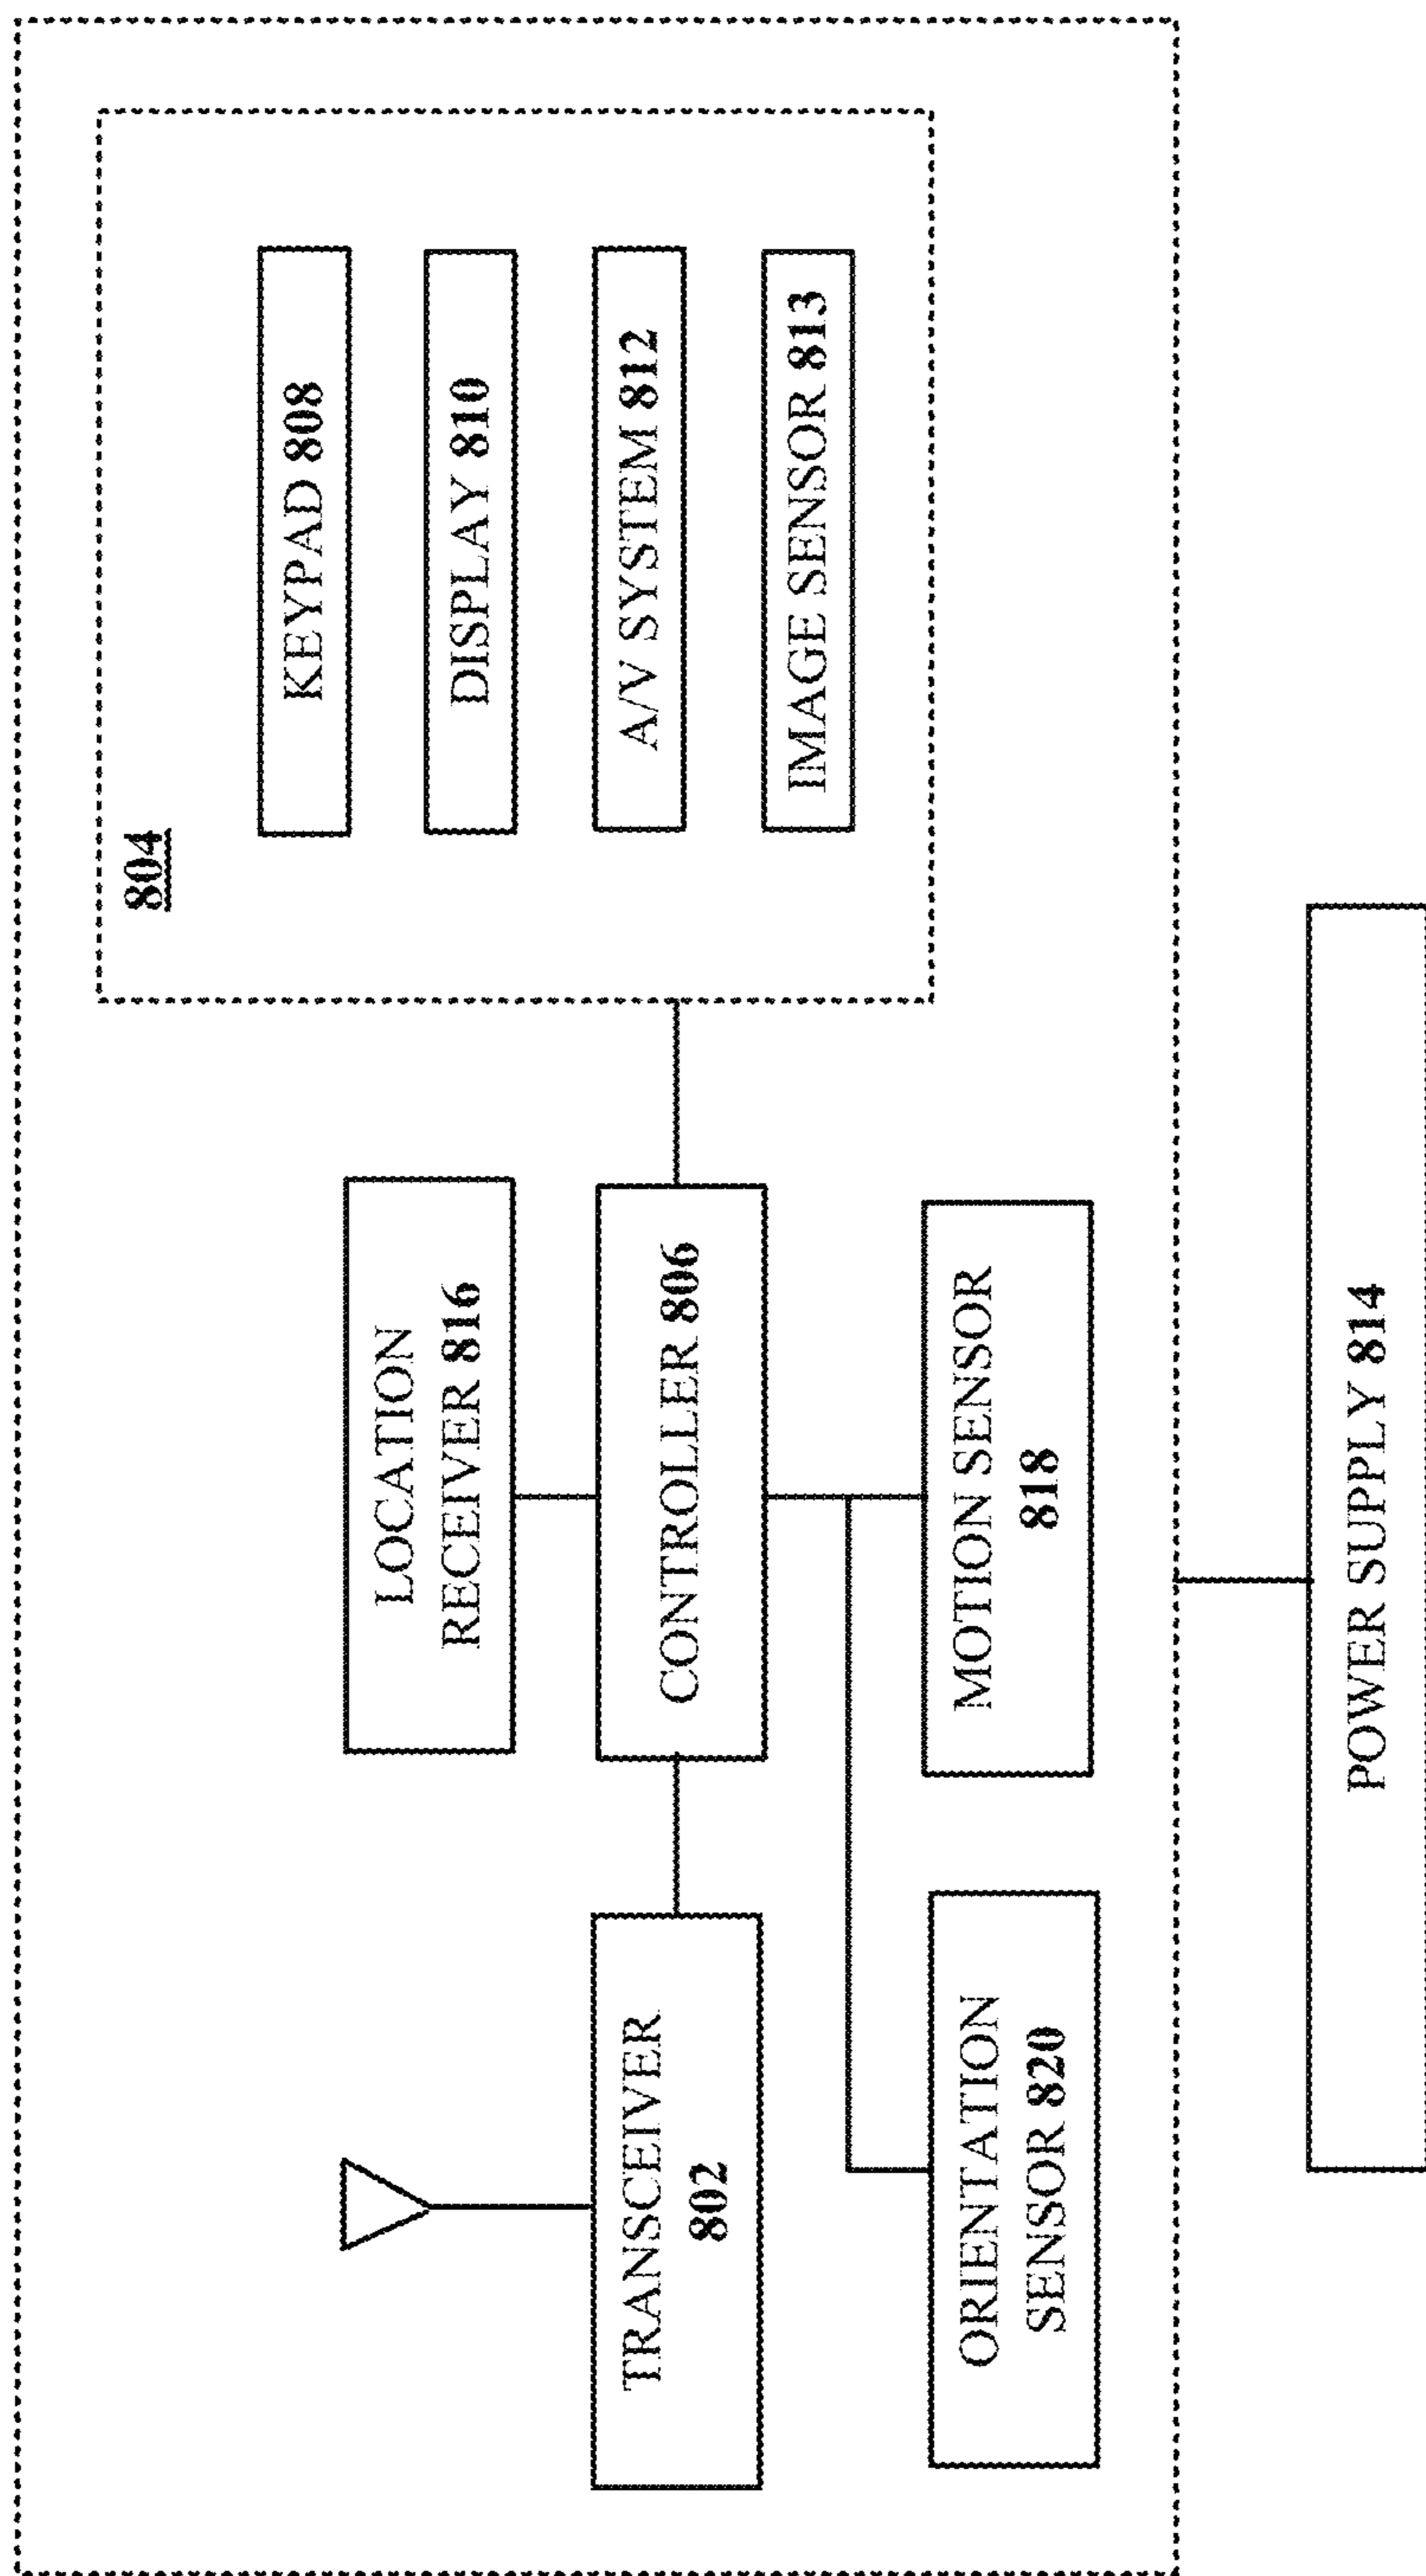 804
KEYPAD 808
DISPLAY 810
A/V SYSTEM 812
IMAGE SENSOR 813
LOCATION
RECEIVER 816
TRANSCEIVER
802
CONTROLLER 806
ORIENTATION
SENSOR 820
MOTION SENSOR
818
POWER SUPPLY 814